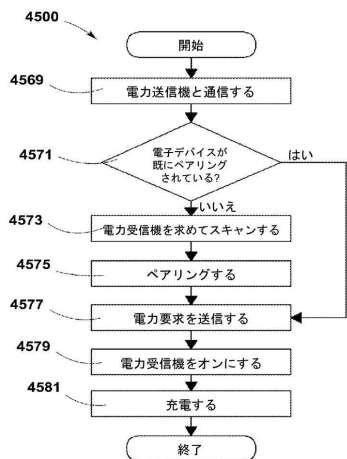 4500
開始
4569
電力送信機と通信する
4571
電子デバイスが
既にペアリング
されている?
はい
いいえ
4573
電力受信機を求めてスキャンする
4575
ペアリングする
4577
電力要求を送信する
4579
電力受信機をオンにする
4581
充電する
終了